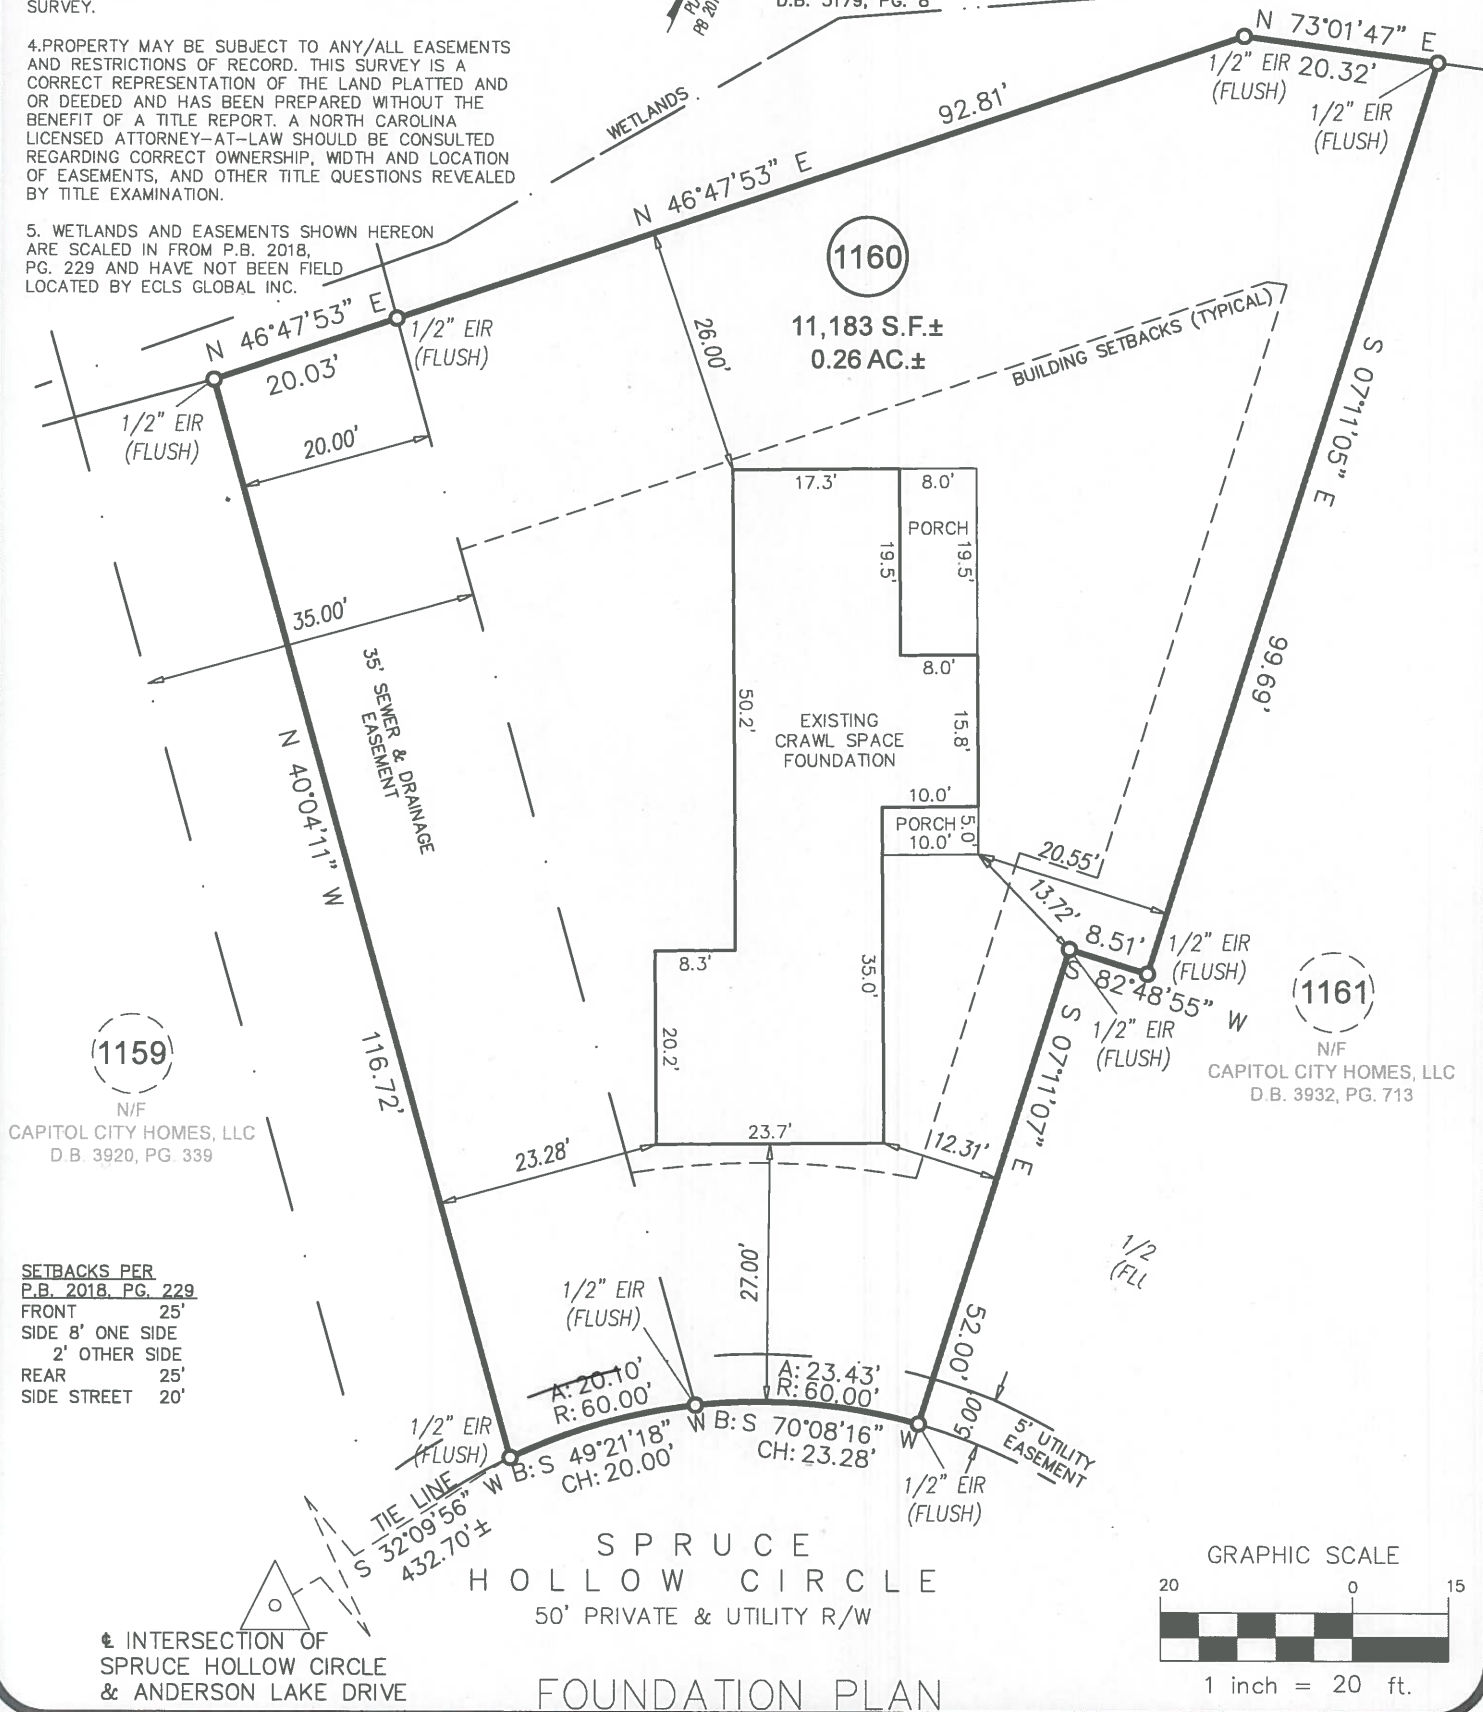 SURVEY.
D.B. 3179, PG. 8
4.PROPERTY MAY BE SUBJECT TO ANY/ALL EASEMENTS
AND RESTRICTIONS OF RECORD. THIS SURVEY IS A
CORRECT REPRESENTATION OF THE LAND PLATTED AND
OR DEEDED AND HAS BEEN PREPARED WITHOUT THE
BENEFIT OF A TITLE REPORT. A NORTH CAROLINA
LICENSED ATTORNEY-AT-LAW SHOULD BE CONSULTED
REGARDING CORRECT OWNERSHIP, WIDTH AND LOCATION
OF EASEMENTS, AND OTHER TITLE QUESTIONS REVEALED
BY TITLE EXAMINATION.
5. WETLANDS AND EASEMENTS SHOWN HEREON
ARE SCALED IN FROM P.B. 2018,
PG. 229 AND HAVE NOT BEEN FIELD
LOCATED BY ECLS GLOBAL INC.
WETLANDS
N 73°01'47" E
20.32'
1/2" EIR
(FLUSH)
1/2" EIR
(FLUSH)
92.81'
N 46°47'53" E
1160
11,183 S.F.±
0.26 AC.±
N 46°47'53" E
20.03'
1/2" EIR
(FLUSH)
1/2" EIR
(FLUSH)
20.00'
26.00'
BUILDING SETBACKS (TYPICAL)
S 07°11'05" E
99.69'
35.00'
35' SEWER & DRAINAGE
EASEMENT
N 40°04'11" W
116.72'
17.3'
8.0'
PORCH
19.5'
19.5'
8.0'
50.2'
15.8'
EXISTING
CRAWL SPACE
FOUNDATION
10.0'
PORCH
5.0'
10.0'
20.55'
13.72'
8.51'
1/2" EIR
(FLUSH)
S 82°48'55" W
1/2" EIR
(FLUSH)
8.3'
35.0'
20.2'
S 07°11'07" E
52.00'
1161
N/F
CAPITOL CITY HOMES, LLC
D.B. 3932, PG. 713
1159
N/F
CAPITOL CITY HOMES, LLC
D.B. 3920, PG. 339
23.28'
23.7'
12.31'
27.00'
1/2
SETBACKS PER
P.B. 2018, PG. 229
FRONT 25'
SIDE 8' ONE SIDE
2' OTHER SIDE
REAR 25'
SIDE STREET 20'
1/2" EIR
(FLUSH)
A: 20.10'
R: 60.00'
A: 23.43'
R: 60.00'
B: S 49°21'18" W
CH: 20.00'
B: S 70°08'16" W
CH: 23.28'
1/2" EIR
(FLUSH)
1/2" EIR
(FLUSH)
5.00'
5' UTILITY
EASEMENT
TIE LINE
S 32°09'56" W
432.70'±
SPRUCE
HOLLOW CIRCLE
50' PRIVATE & UTILITY R/W
℄ INTERSECTION OF
SPRUCE HOLLOW CIRCLE
& ANDERSON LAKE DRIVE
GRAPHIC SCALE
20 0 15
1 inch = 20 ft.
FOUNDATION PLAN